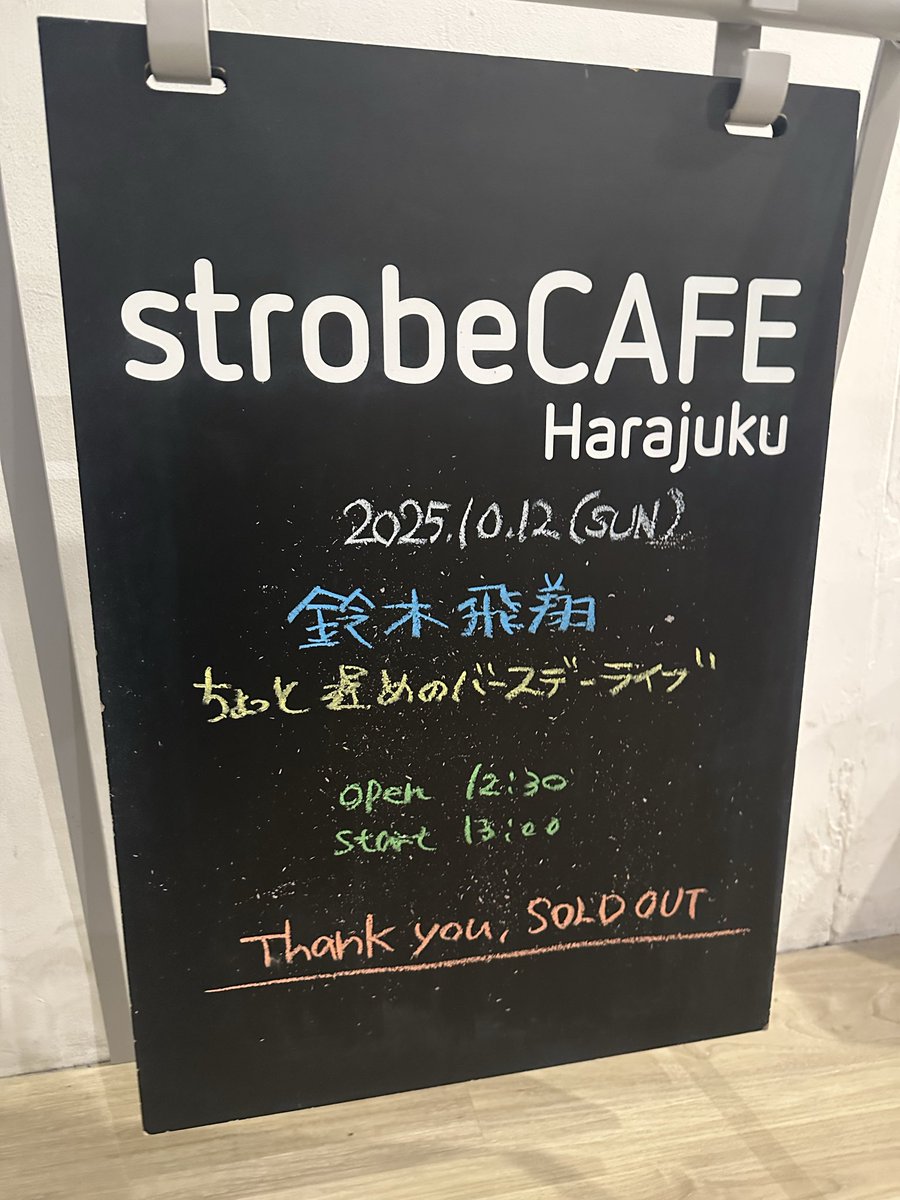 strobeCAFE
Harajuku
2025.10.12(SUN)
鈴木飛翔
ちょっと遅めのバースデーライブ
open 12:30
start 13:00
Thank you, SOLD OUT